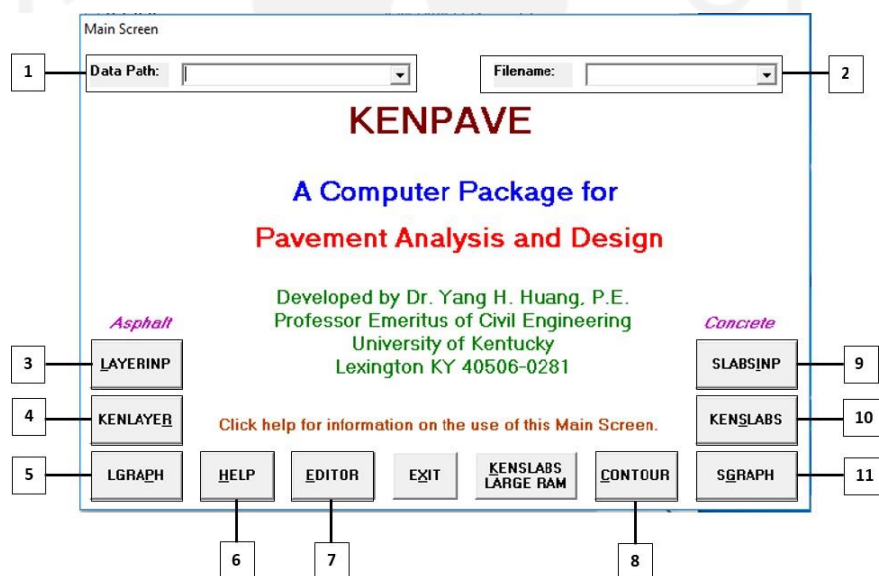 Main Screen
1 Data Path: Filename: 2
KENPAVE
A Computer Package for
Pavement Analysis and Design
Developed by Dr. Yang H. Huang, P.E.
Asphalt Professor Emeritus of Civil Engineering Concrete
University of Kentucky
3 LAYERINP Lexington KY 40506-0281 SLABSINP 9
4 KENLAYER Click help for information on the use of this Main Screen. KENSLABS 10
5 LGRAPH HELP EDITOR EXIT KENSLABS LARGE RAM CONTOUR SGRAPH 11
6 7 8